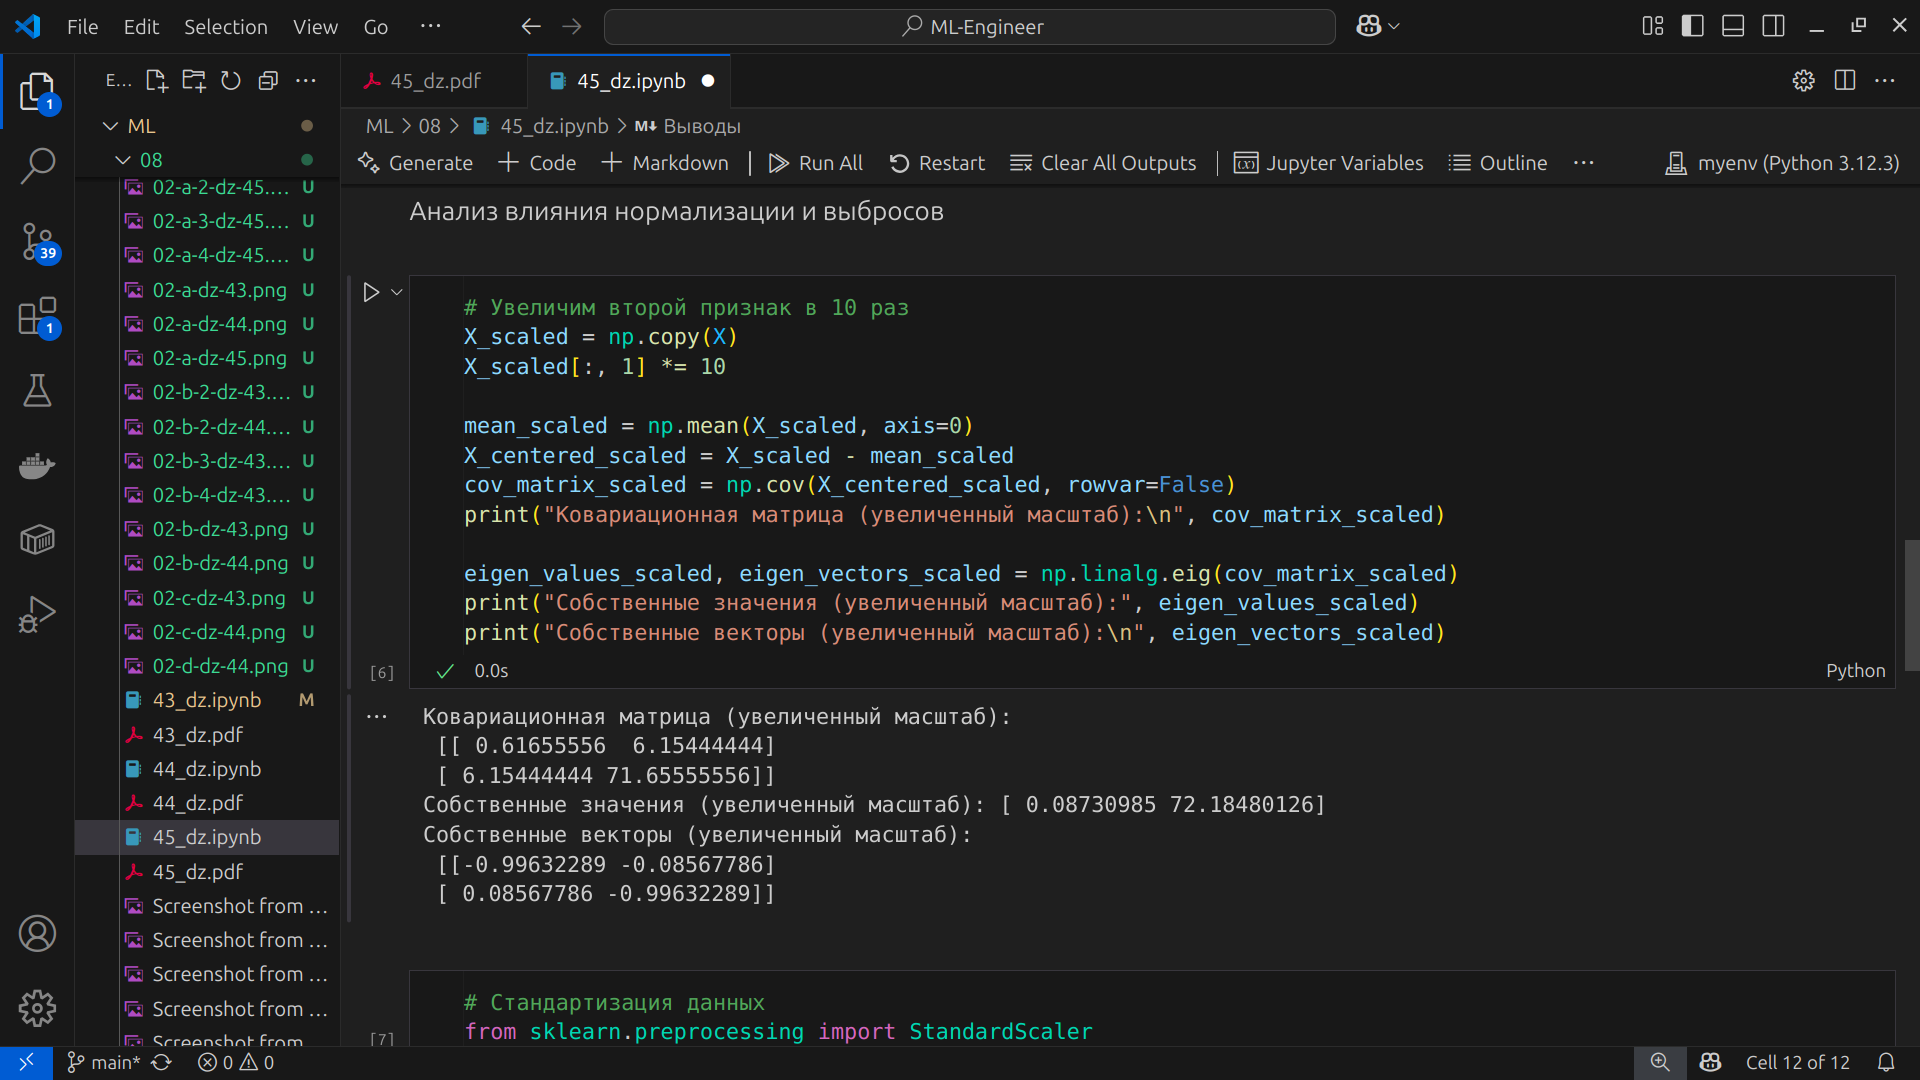 File Edit Selection View Go ···
ML-Engineer
E... ···
45_dz.pdf
45_dz.ipynb
ML > 08 > 45_dz.ipynb > M↓ Выводы
Generate + Code + Markdown | Run All Restart Clear All Outputs | Jupyter Variables Outline ··· myenv (Python 3.12.3)
1
39
1
ML
08
02-a-2-dz-45.... U
02-a-3-dz-45.... U
02-a-4-dz-45.... U
02-a-dz-43.png U
02-a-dz-44.png U
02-a-dz-45.png U
02-b-2-dz-43.... U
02-b-2-dz-44.... U
02-b-3-dz-43.... U
02-b-4-dz-43.... U
02-b-dz-43.png U
02-b-dz-44.png U
02-c-dz-43.png U
02-c-dz-44.png U
02-d-dz-44.png U
43_dz.ipynb M
43_dz.pdf
44_dz.ipynb
44_dz.pdf
45_dz.ipynb
45_dz.pdf
Screenshot from ...
Screenshot from ...
Screenshot from ...
Screenshot from ...
Screenshot from
Анализ влияния нормализации и выбросов
# Увеличим второй признак в 10 раз
X_scaled = np.copy(X)
X_scaled[:, 1] *= 10
mean_scaled = np.mean(X_scaled, axis=0)
X_centered_scaled = X_scaled - mean_scaled
cov_matrix_scaled = np.cov(X_centered_scaled, rowvar=False)
print("Ковариационная матрица (увеличенный масштаб):\n", cov_matrix_scaled)
eigen_values_scaled, eigen_vectors_scaled = np.linalg.eig(cov_matrix_scaled)
print("Собственные значения (увеличенный масштаб):", eigen_values_scaled)
print("Собственные векторы (увеличенный масштаб):\n", eigen_vectors_scaled)
[6] 0.0s Python
Ковариационная матрица (увеличенный масштаб):
[[ 0.61655556 6.15444444]
[ 6.15444444 71.65555556]]
Собственные значения (увеличенный масштаб): [ 0.08730985 72.18480126]
Собственные векторы (увеличенный масштаб):
[[-0.99632289 -0.08567786]
[ 0.08567786 -0.99632289]]
# Стандартизация данных
from sklearn.preprocessing import StandardScaler
[7]
main* 0 0 Cell 12 of 12